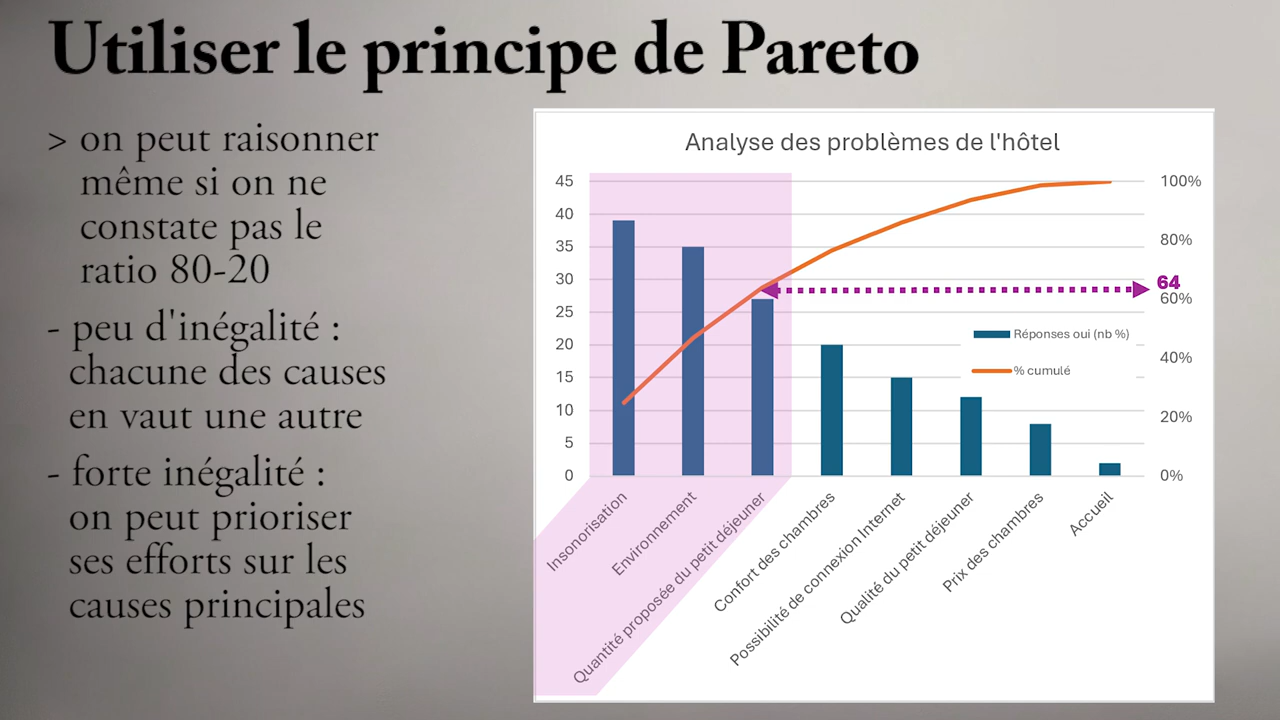 Utiliser le principe de Pareto
> on peut raisonner
même si on ne
constate pas le
ratio 80-20
- peu d'inégalité :
chacune des causes
en vaut une autre
- forte inégalité :
on peut prioriser
ses efforts sur les
causes principales
Analyse des problèmes de l'hôtel
45
40
35
30
25
20
15
10
5
0
100%
80%
64
60%
40%
20%
0%
Réponses oui (nb %)
% cumulé
Insonorisation
Environnement
Quantité proposée du petit déjeuner
Confort des chambres
Possibilité de connexion Internet
Qualité du petit déjeuner
Prix des chambres
Accueil